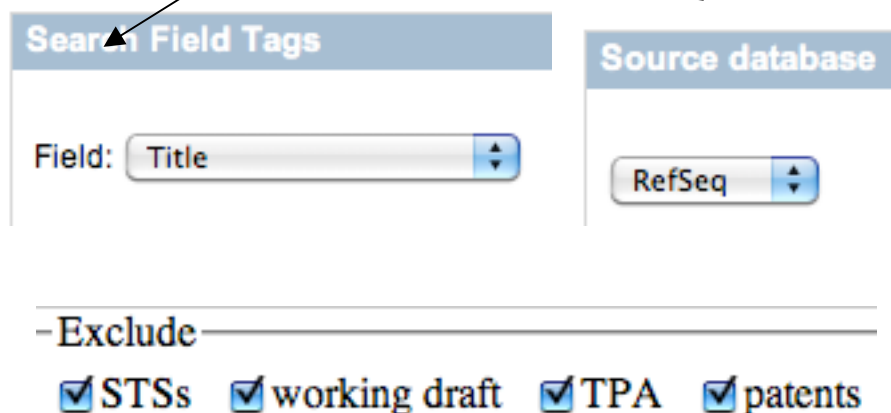 Search Field Tags
Source database
Field: Title
RefSeq
Exclude
STSs working draft TPA patents